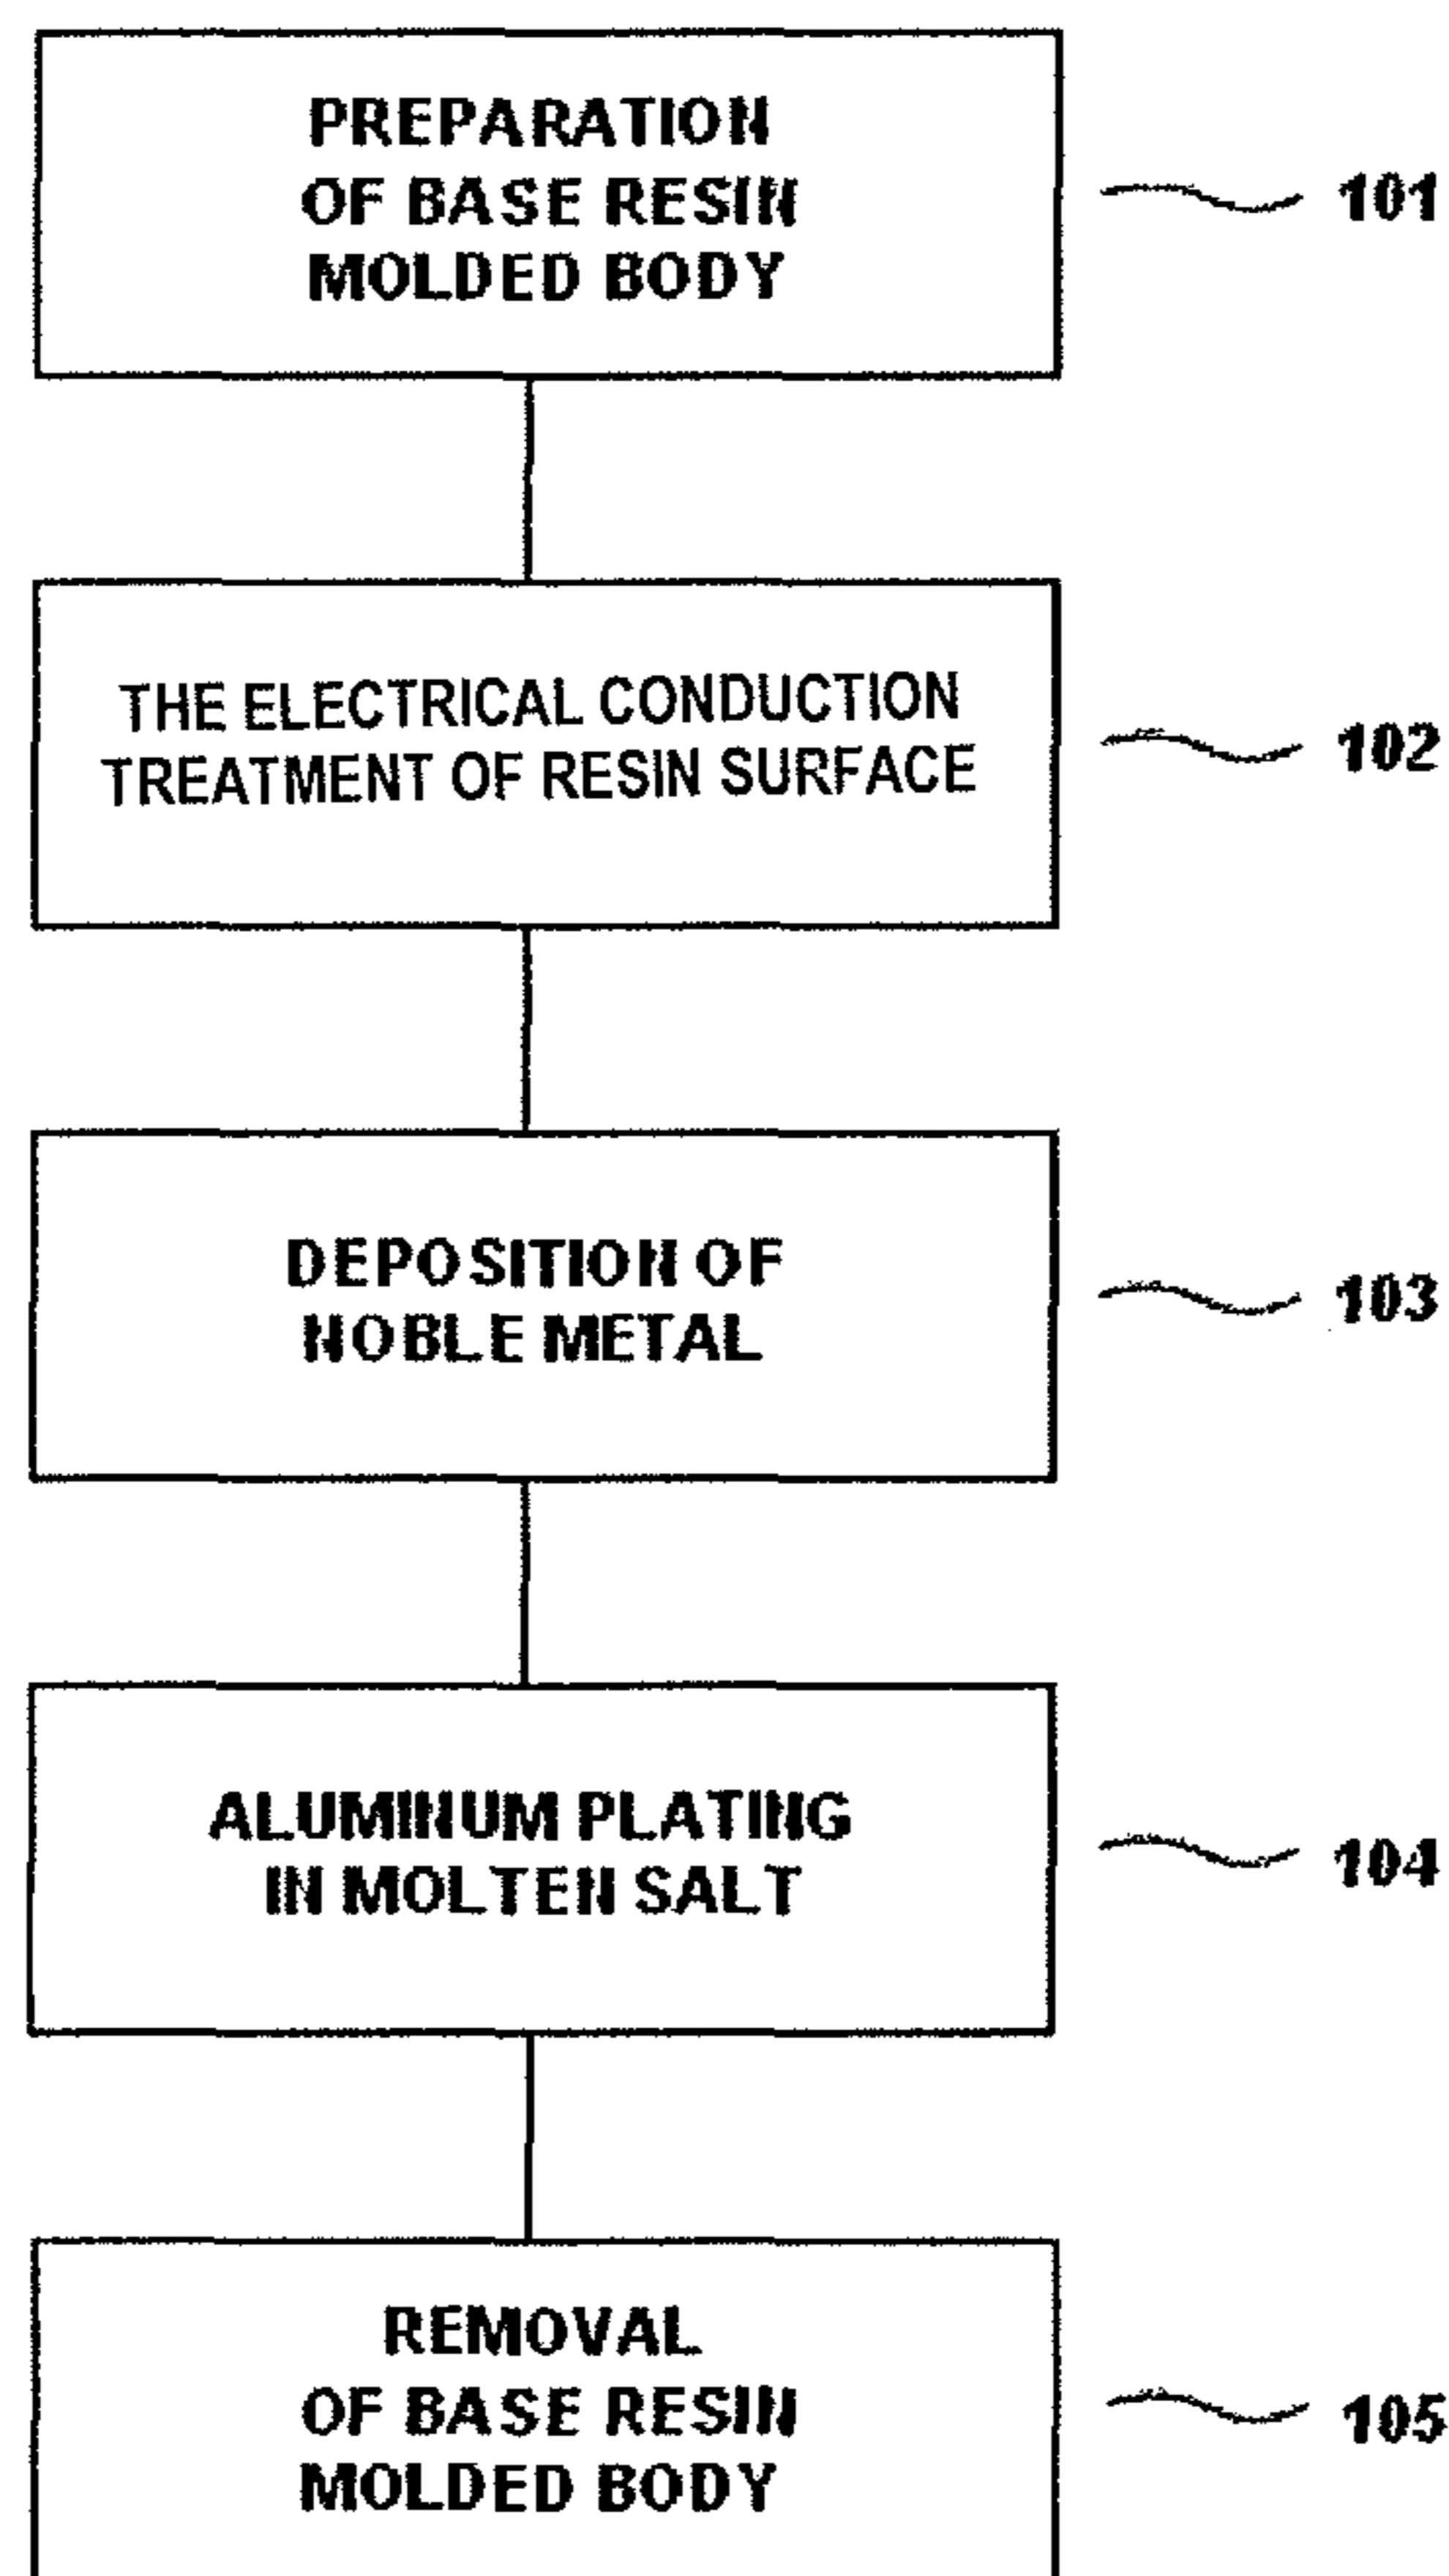 PREPARATION
OF BASE RESIN
MOLDED BODY
101
THE ELECTRICAL CONDUCTION
TREATMENT OF RESIN SURFACE
102
DEPOSITION OF
NOBLE METAL
103
ALUMINUM PLATING
IN MOLTEN SALT
104
REMOVAL
OF BASE RESIN
MOLDED BODY
105